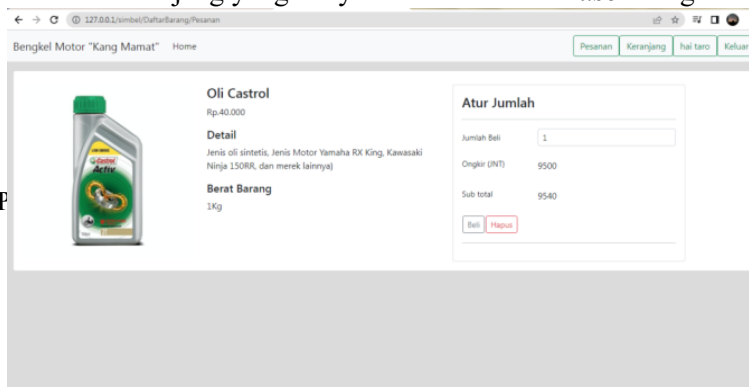 127.0.0.1/simbel/DaftarBarang/Pesanan
Bengkel Motor "Kang Mamat" Home Pesanan Keranjang hai taro Keluar
Oli Castrol
Rp.40.000
Detail
Jenis oli sintetis, Jenis Motor Yamaha RX King, Kawasaki
Ninja 150RR, dan merek lainnya)
Berat Barang
1Kg
Castrol
Activ
Atur Jumlah
Jumlah Beli 1
Ongkir (JNT) 9500
Sub total 9540
Beli Hapus